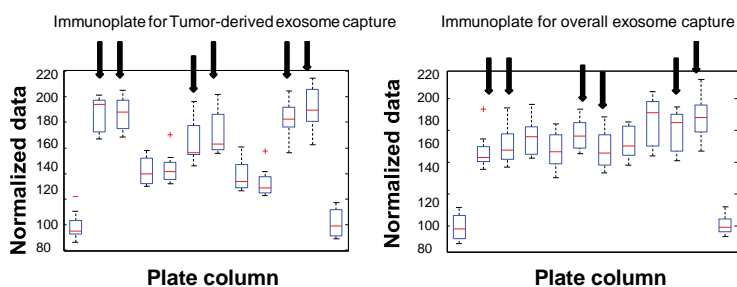 Immunoplate for Tumor-derived exosome capture
Immunoplate for overall exosome capture
Normalized data
220
200
180
160
140
120
100
80
Plate column
Normalized data
220
200
180
160
140
120
100
80
Plate column